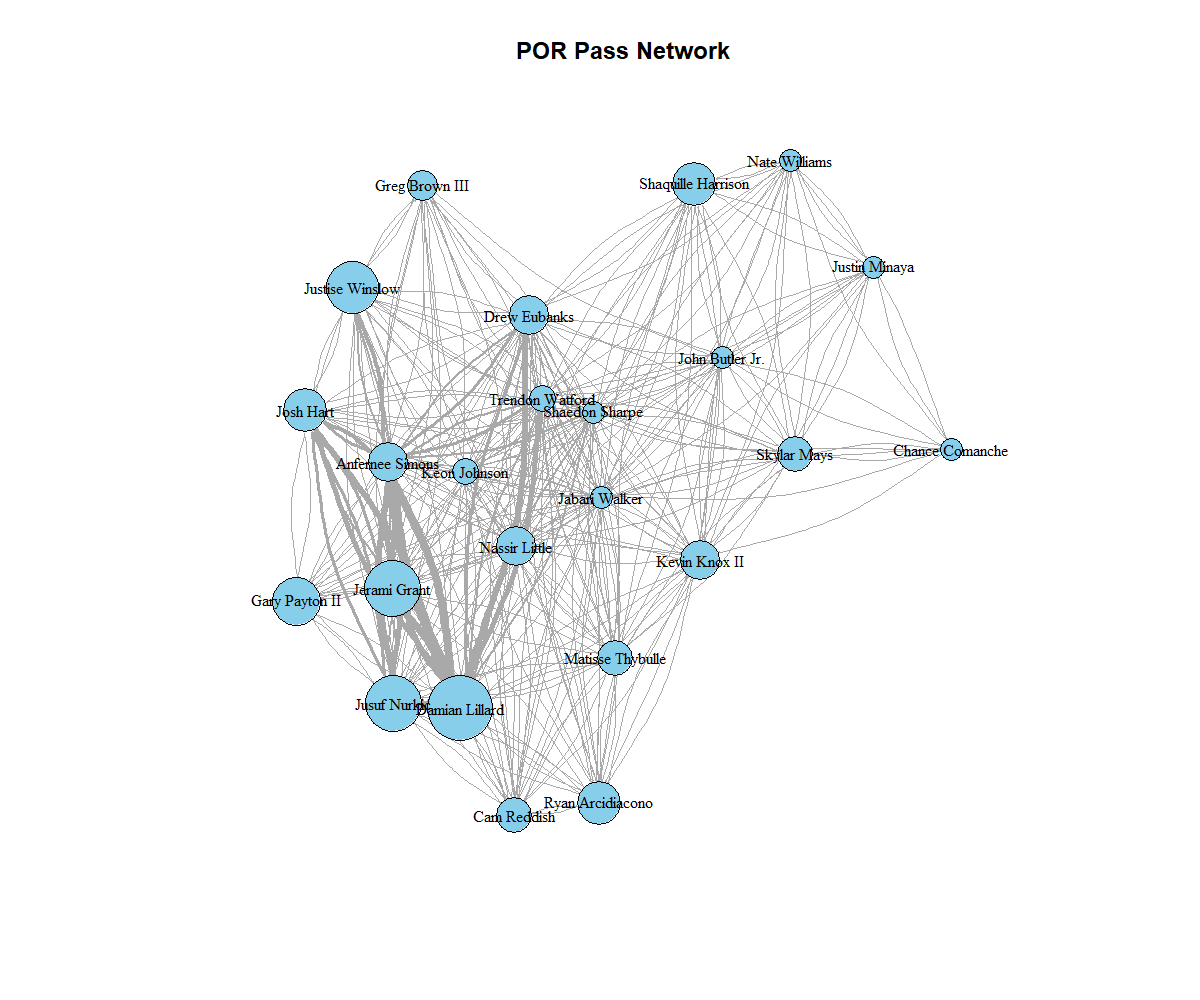 POR Pass Network
Nate Williams
Greg Brown III
Shaquille Harrison
Justin Minaya
Justise Winslow
Drew Eubanks
John Butler Jr.
Trendon Watford
Shaedon Sharpe
Josh Hart
Chance Comanche
Skylar Mays
Anfernee Simons
Keon Johnson
Jabari Walker
Nassir Little
Kevin Knox II
Jerami Grant
Gary Payton II
Matisse Thybulle
Jusuf Nurkic
Damian Lillard
Ryan Arcidiacono
Cam Reddish